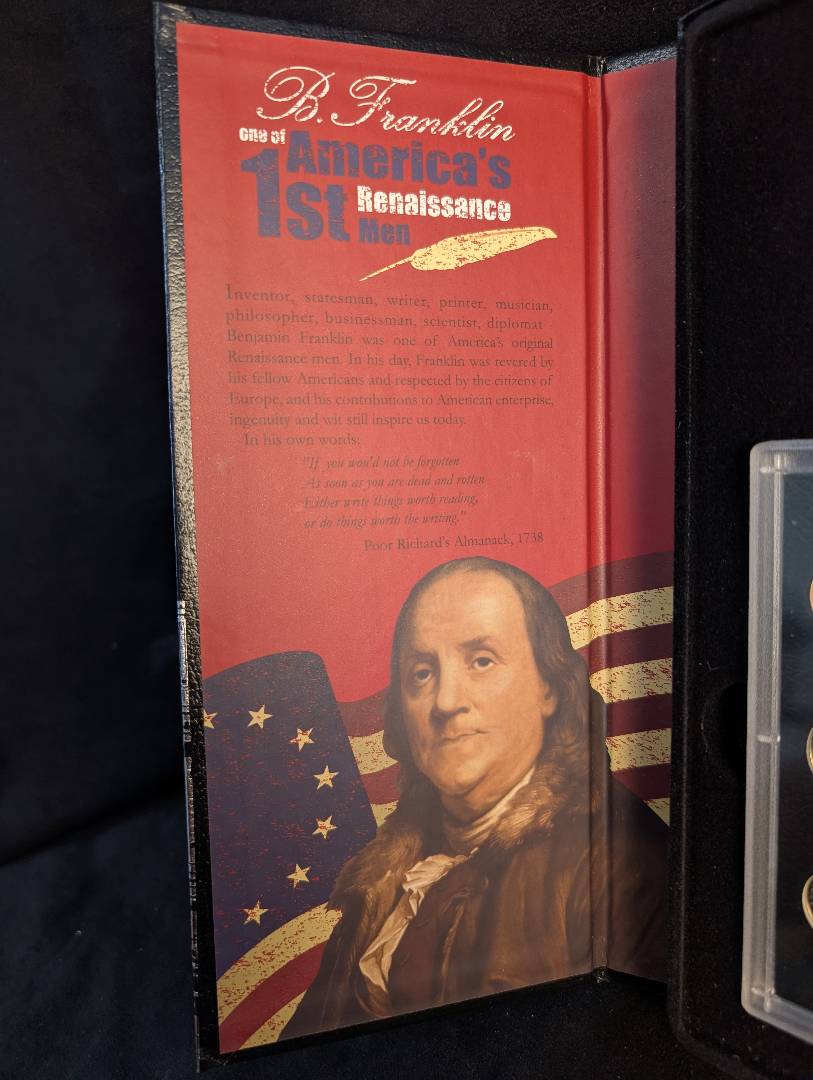 B. Franklin
one of America's
1st Renaissance
Men
Inventor, statesman, writer, printer, musician,
philosopher, businessman, scientist, diplomat
Benjamin Franklin was one of America's original
Renaissance men. In his day, Franklin was revered by
his fellow Americans and respected by the citizens of
Europe, and his contributions to American enterprise,
ingenuity and wit still inspire us today.
In his own words:
"If you wou'd not be forgotten
As soon as you are dead and rotten
Either write things worth reading,
or do things worth the writing."
Poor Richard's Almanack, 1738